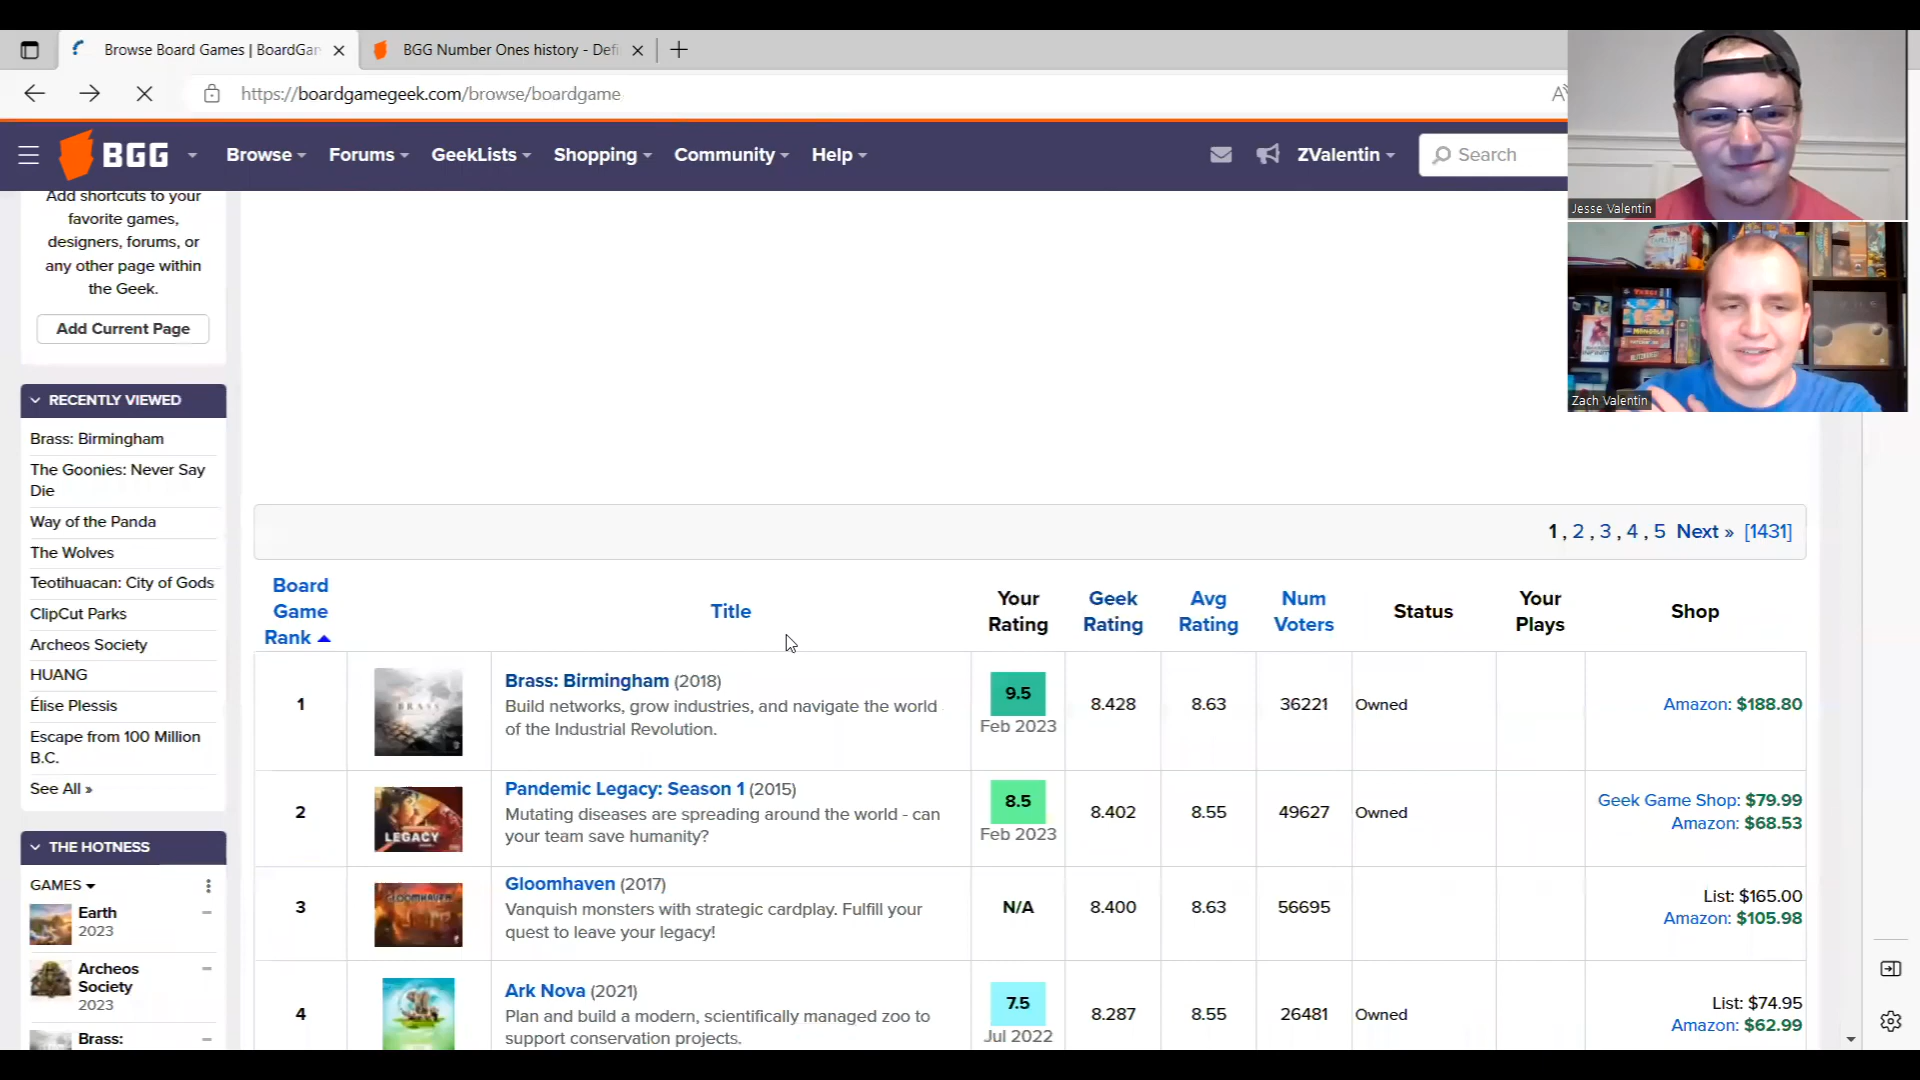 Browse Board Games | BoardGam
BGG Number Ones history - Defi
https://boardgamegeek.com/browse/boardgame
BGG
Browse
Forums
GeekLists
Shopping
Community
Help
ZValentin
Search
Jesse Valentin
Zach Valentin
Add shortcuts to your
favorite games,
designers, forums, or
any other page within
the Geek.
Add Current Page
RECENTLY VIEWED
Brass: Birmingham
The Goonies: Never Say
Die
Way of the Panda
The Wolves
Teotihuacan: City of Gods
ClipCut Parks
Archeos Society
HUANG
Élise Plessis
Escape from 100 Million
B.C.
See All »
THE HOTNESS
GAMES
Earth
2023
Archeos
Society
2023
Brass:
1 , 2 , 3 , 4 , 5 Next » [1431]
Board
Game
Rank
Title
Your
Rating
Geek
Rating
Avg
Rating
Num
Voters
Status
Your
Plays
Shop
1
BRASS
Brass: Birmingham (2018)
Build networks, grow industries, and navigate the world
of the Industrial Revolution.
9.5
Feb 2023
8.428
8.63
36221
Owned
Amazon: $188.80
2
LEGACY
Pandemic Legacy: Season 1 (2015)
Mutating diseases are spreading around the world - can
your team save humanity?
8.5
Feb 2023
8.402
8.55
49627
Owned
Geek Game Shop: $79.99
Amazon: $68.53
3
GLOOMHAVEN
Gloomhaven (2017)
Vanquish monsters with strategic cardplay. Fulfill your
quest to leave your legacy!
N/A
8.400
8.63
56695
List: $165.00
Amazon: $105.98
4
Ark Nova (2021)
Plan and build a modern, scientifically managed zoo to
support conservation projects.
7.5
Jul 2022
8.287
8.55
26481
Owned
List: $74.95
Amazon: $62.99